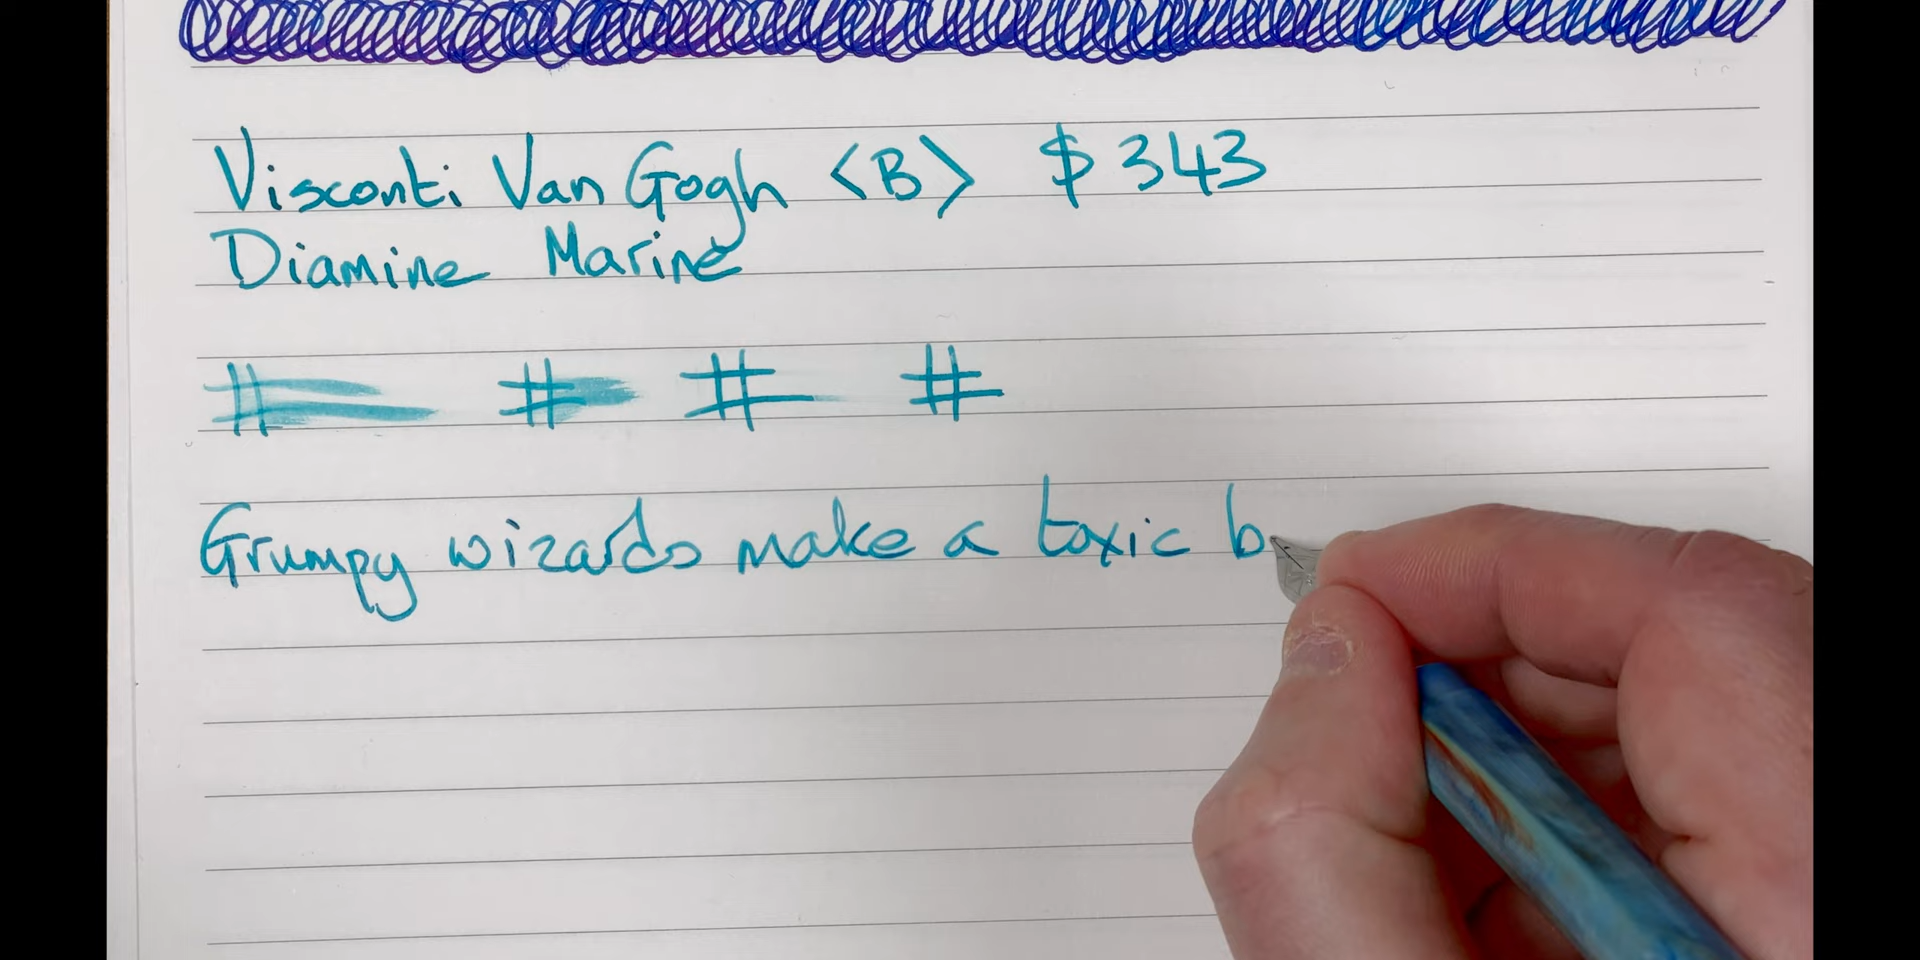 Visconti Van Gogh <B> $343
Diamine Marine
# # # #
Grumpy wizards make a toxic b